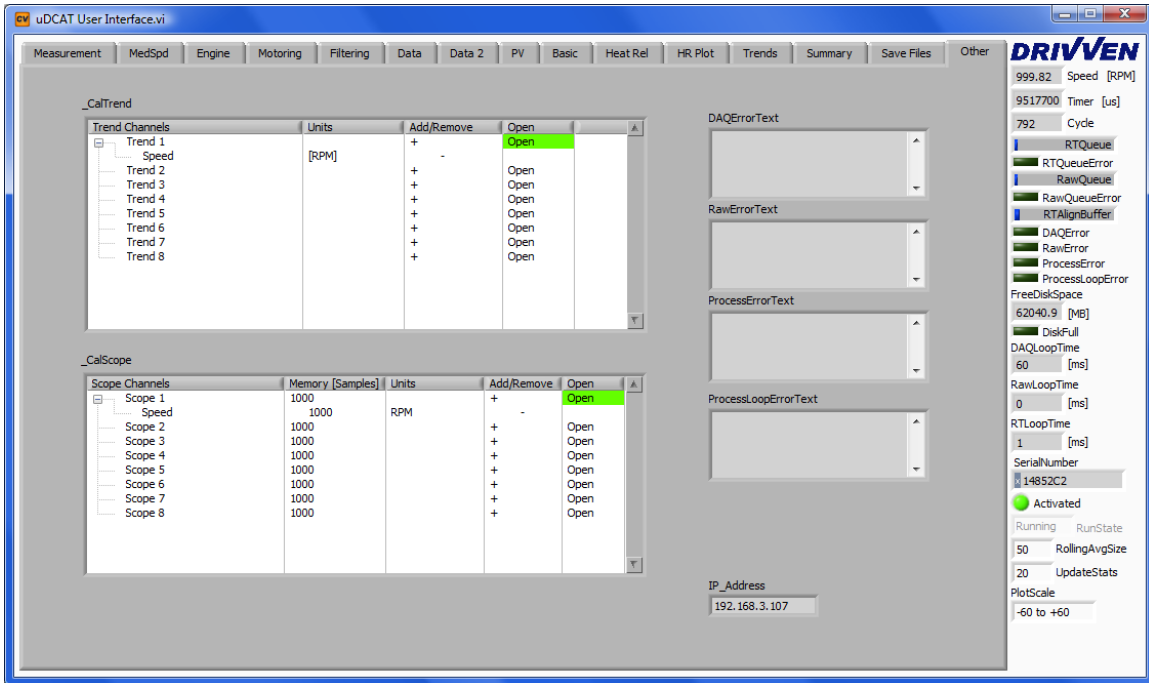 uDCAT User Interface.vi
Measurement MedSpd Engine Motoring Filtering Data Data 2 PV Basic Heat Rel HR Plot Trends Summary Save Files Other
_CalTrend
Trend Channels Units Add/Remove Open
Trend 1 + Open
Speed [RPM] -
Trend 2 + Open
Trend 3 + Open
Trend 4 + Open
Trend 5 + Open
Trend 6 + Open
Trend 7 + Open
Trend 8 + Open
_CalScope
Scope Channels Memory [Samples] Units Add/Remove Open
Scope 1 1000 + Open
Speed 1000 RPM -
Scope 2 1000 + Open
Scope 3 1000 + Open
Scope 4 1000 + Open
Scope 5 1000 + Open
Scope 6 1000 + Open
Scope 7 1000 + Open
Scope 8 1000 + Open
DAQErrorText
RawErrorText
ProcessErrorText
ProcessLoopErrorText
IP_Address
192.168.3.107
DRIVVEN
999.82 Speed [RPM]
9517700 Timer [us]
792 Cycle
RTQueue
RTQueueError
RawQueue
RawQueueError
RTAlignBuffer
DAQError
RawError
ProcessError
ProcessLoopError
FreeDiskSpace
62040.9 [MB]
DiskFull
DAQLoopTime
60 [ms]
RawLoopTime
0 [ms]
RTLoopTime
1 [ms]
SerialNumber
x 14852C2
Activated
Running RunState
50 RollingAvgSize
20 UpdateStats
PlotScale
-60 to +60